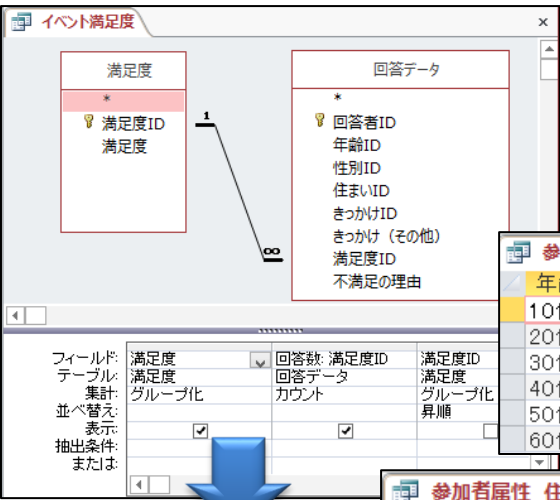 イベント満足度
×
満足度
*
満足度ID
満足度
1
∞
回答データ
*
回答者ID
年齢ID
性別ID
住まいID
きっかけID
きっかけ（その他）
満足度ID
不満足の理由
フィールド: 満足度 回答数: 満足度ID 満足度ID
テーブル: 満足度 回答データ 満足度
集計: グループ化 カウント グループ化
並べ替え: 昇順
表示:
抽出条件:
または:
参
年
10
20
30
40
50
60
参加者属性